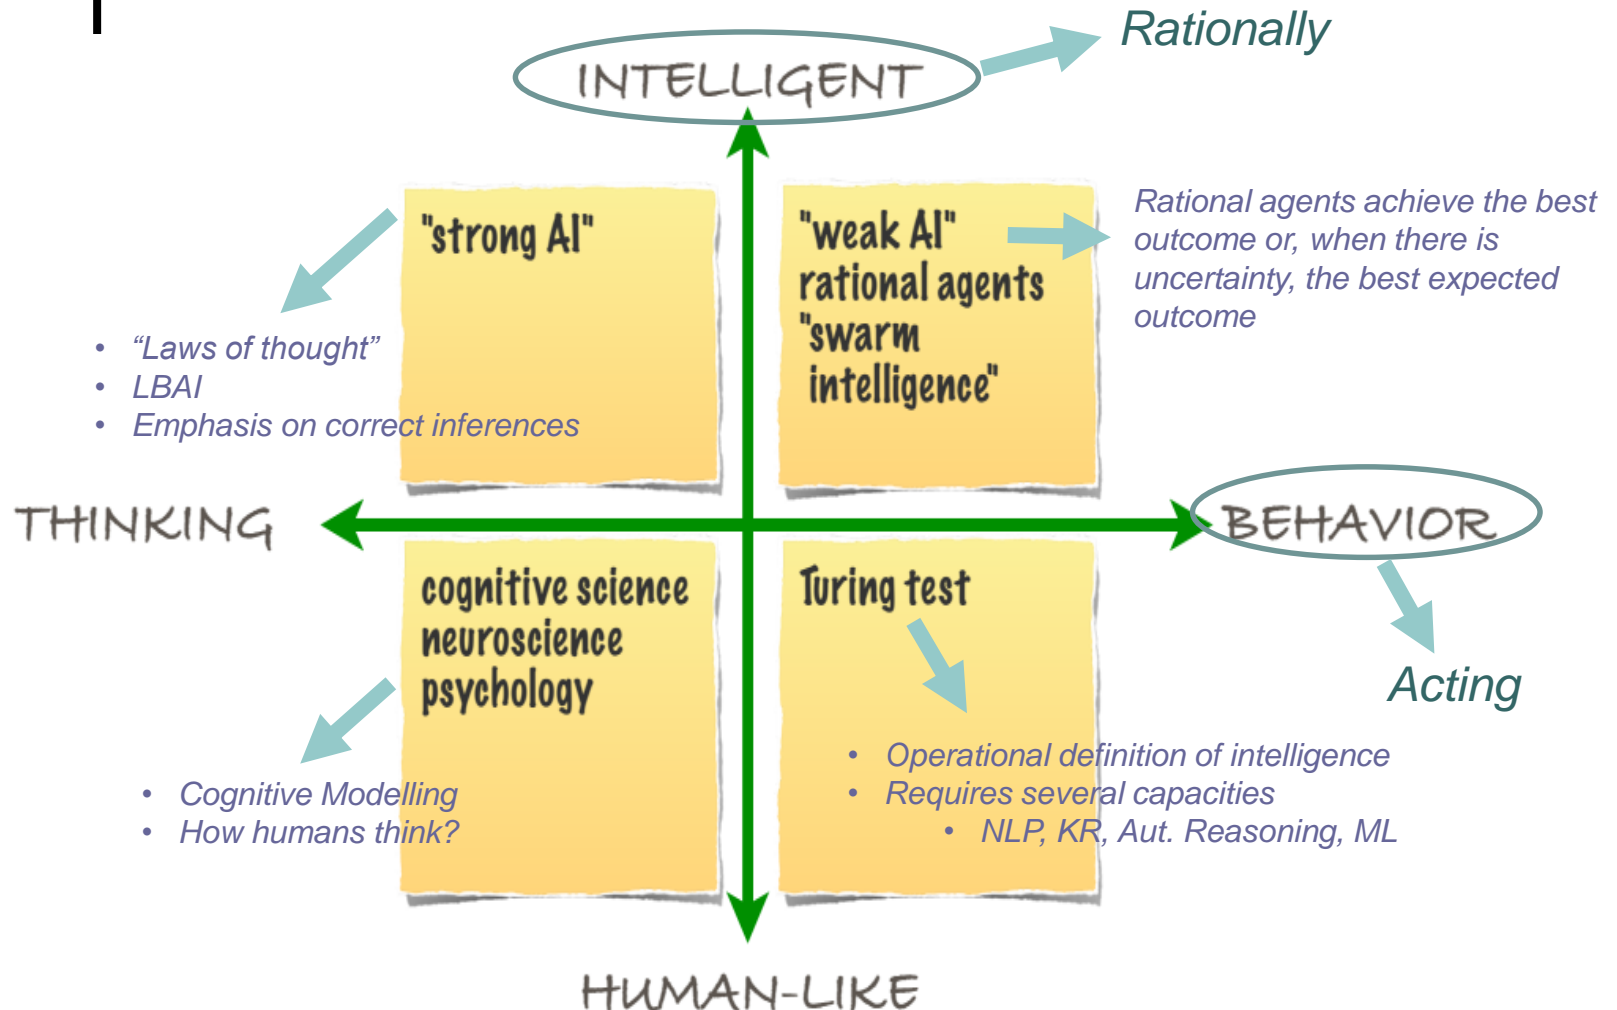 Rationally
INTELLIGENT
"strong AI"
"weak AI"
rational agents
"swarm
intelligence"
Rational agents achieve the best
outcome or, when there is
uncertainty, the best expected
outcome
• “Laws of thought”
• LBAI
• Emphasis on correct inferences
THINKING
BEHAVIOR
cognitive science
neuroscience
psychology
Turing test
Acting
• Cognitive Modelling
• How humans think?
• Operational definition of intelligence
• Requires several capacities
• NLP, KR, Aut. Reasoning, ML
HUMAN-LIKE